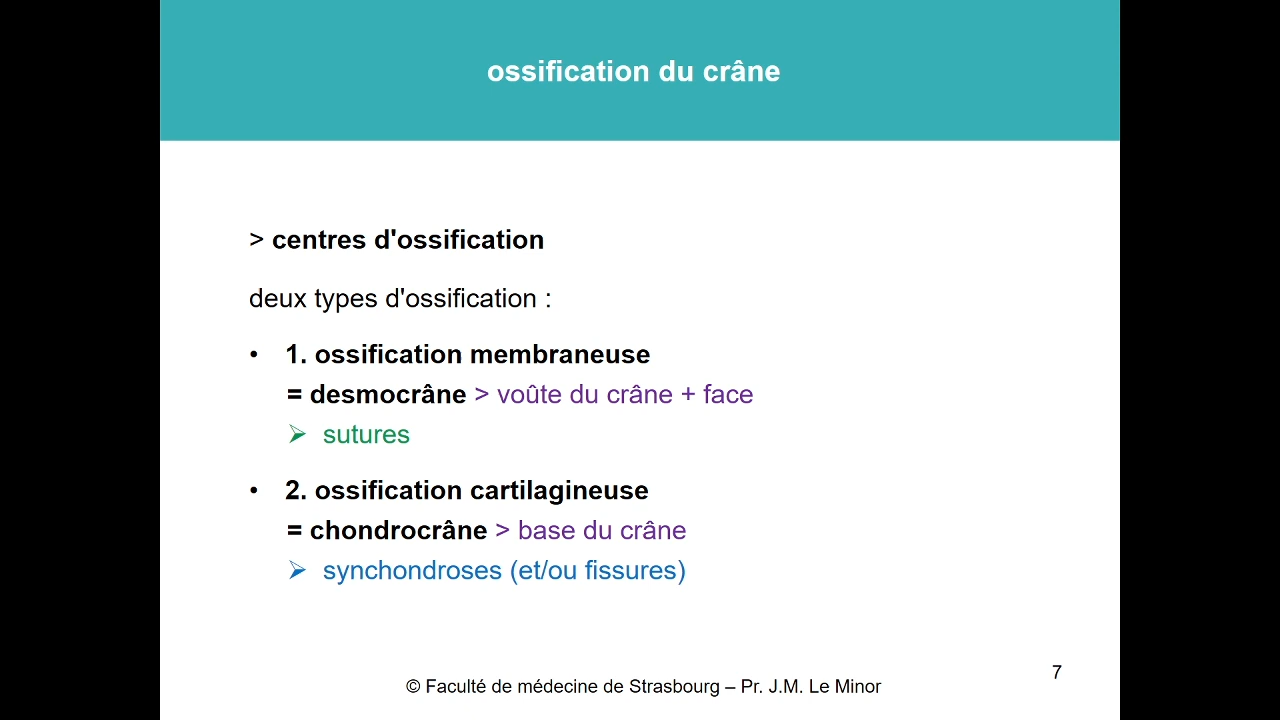 ossification du crâne
> centres d'ossification
deux types d'ossification :
• 1. ossification membraneuse
= desmocrâne > voûte du crâne + face
➢ sutures
• 2. ossification cartilagineuse
= chondrocrâne > base du crâne
➢ synchondroses (et/ou fissures)
7
© Faculté de médecine de Strasbourg – Pr. J.M. Le Minor